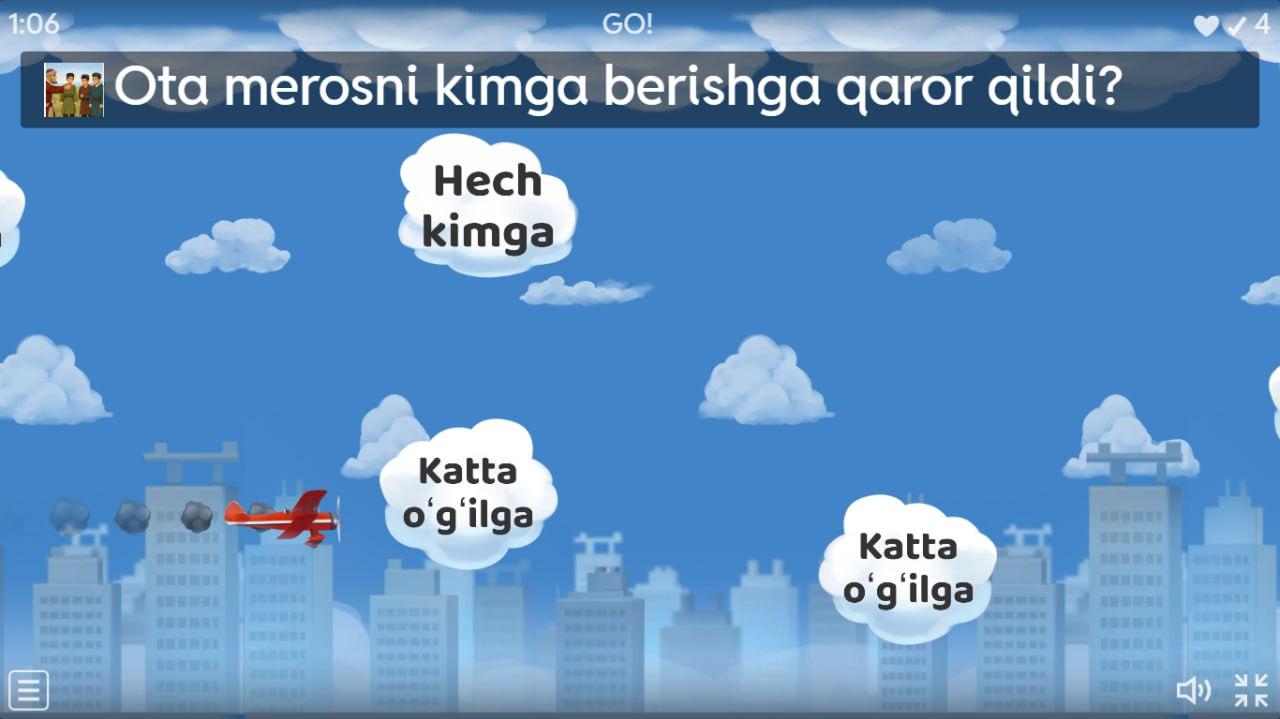 1:06
GO!
4
Ota merosni kimga berishga qaror qildi?
Hech
kimga
Katta
oʻgʻilga
Katta
oʻgʻilga